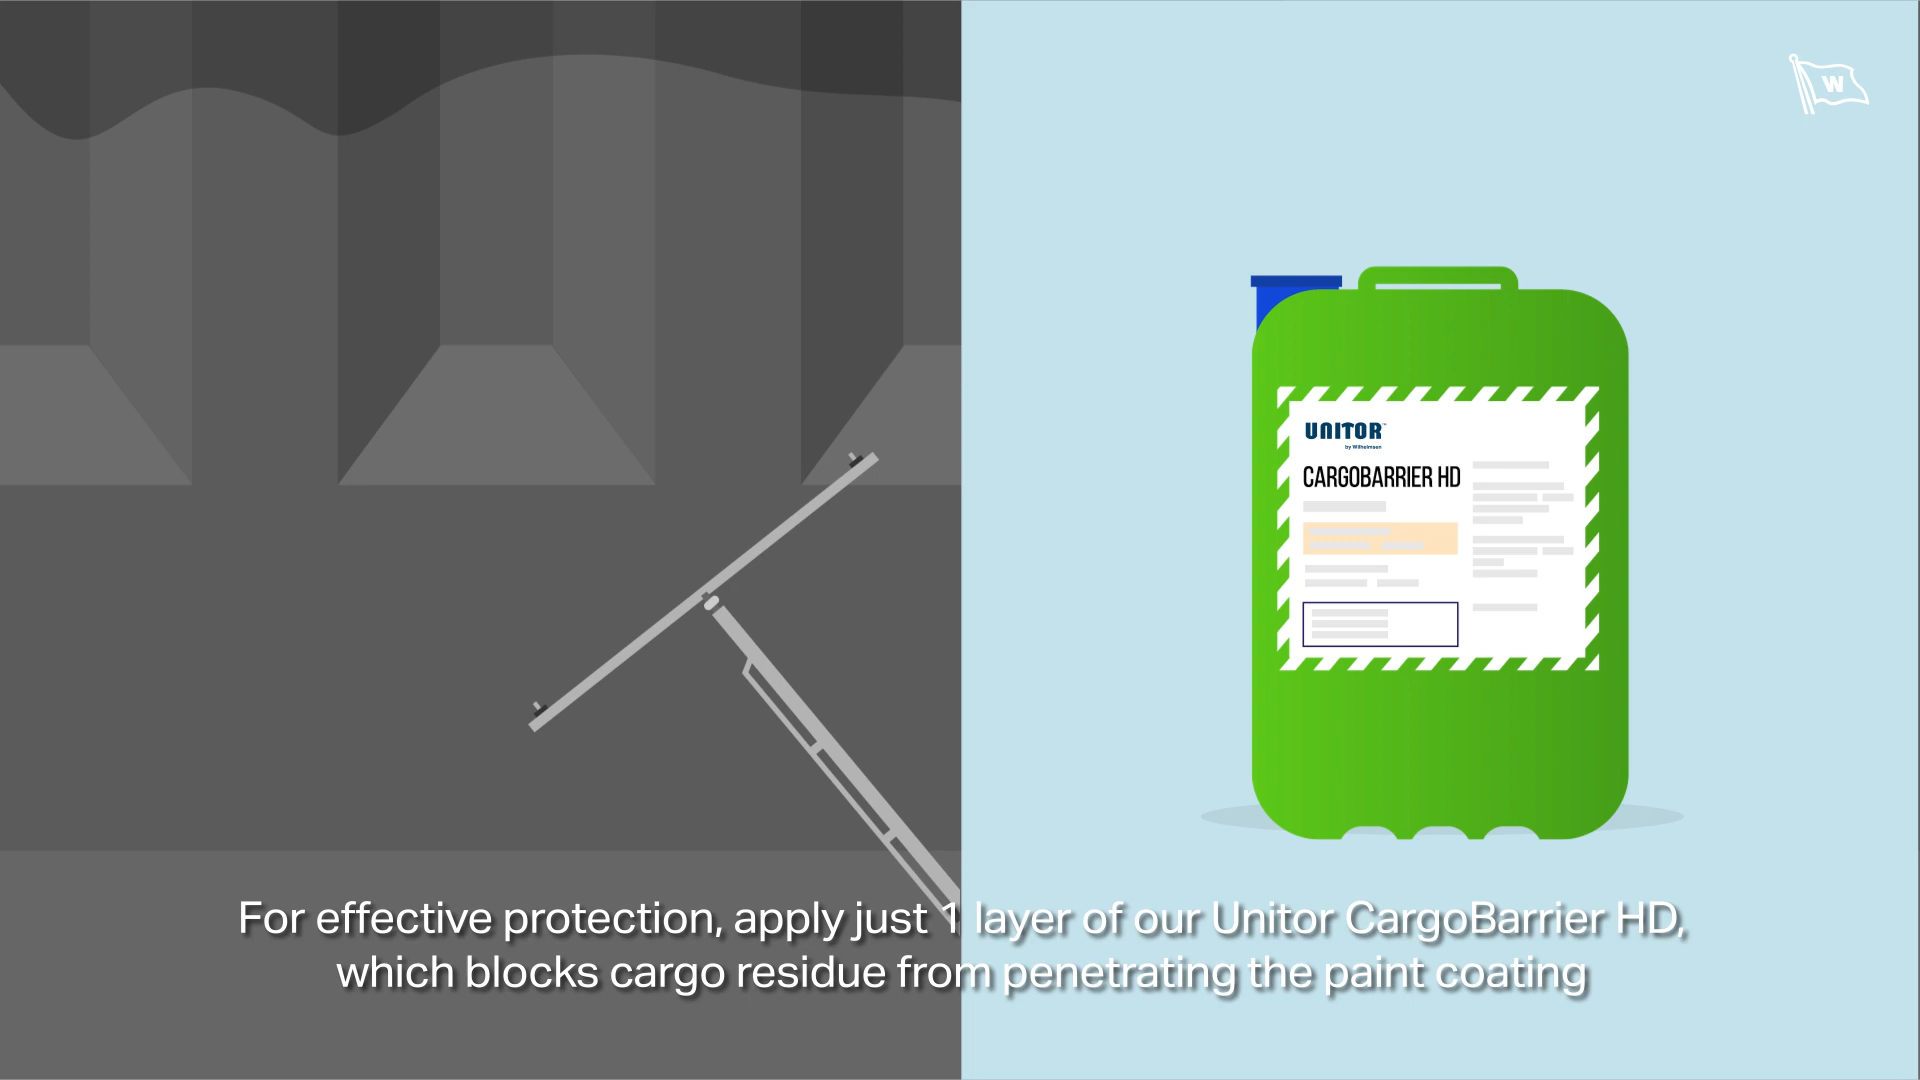 W
UNITOR
by Wilhelmsen
CARGOBARRIER HD
For effective protection, apply just 1 layer of our Unitor CargoBarrier HD,
which blocks cargo residue from penetrating the paint coating